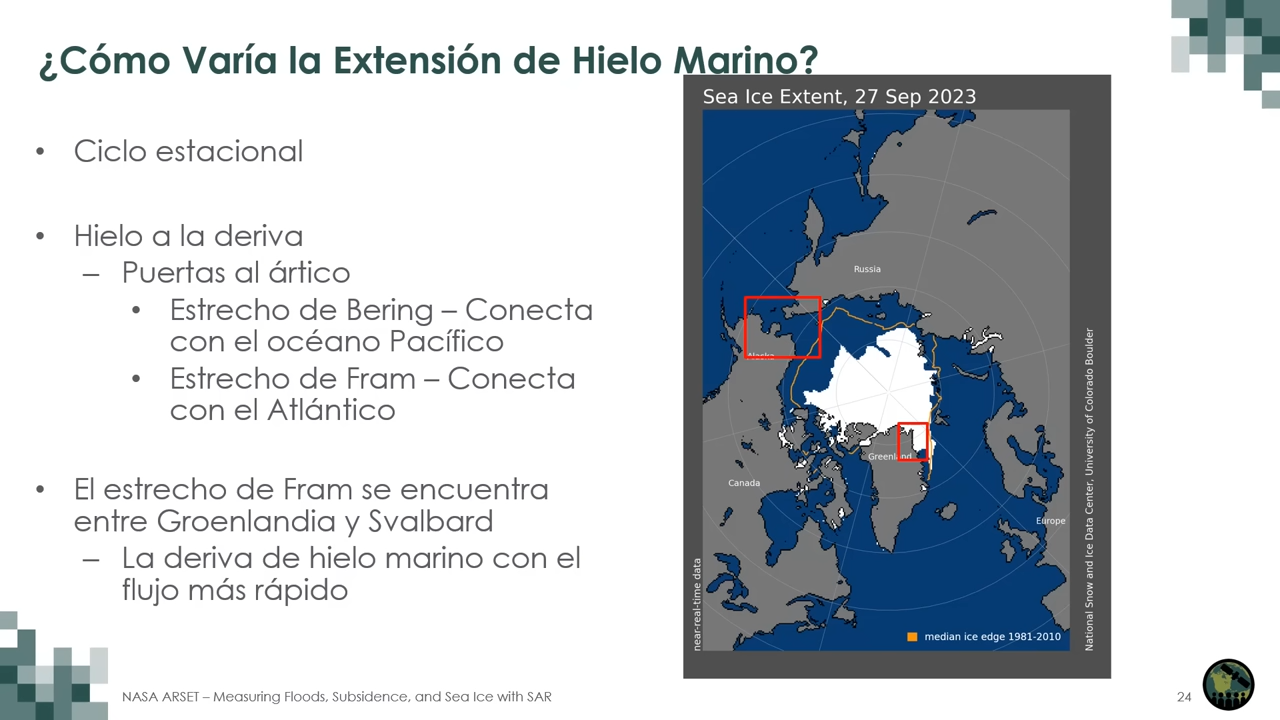 ¿Cómo Varía la Extensión de Hielo Marino?
• Ciclo estacional
• Hielo a la deriva
– Puertas al ártico
• Estrecho de Bering – Conecta
con el océano Pacífico
• Estrecho de Fram – Conecta
con el Atlántico
• El estrecho de Fram se encuentra
entre Groenlandia y Svalbard
– La deriva de hielo marino con el
flujo más rápido
Sea Ice Extent, 27 Sep 2023
Russia
Alaska
Greenland
Canada
Europe
median ice edge 1981-2010
near-real-time data
National Snow and Ice Data Center, University of Colorado Boulder
NASA ARSET – Measuring Floods, Subsidence, and Sea Ice with SAR
24